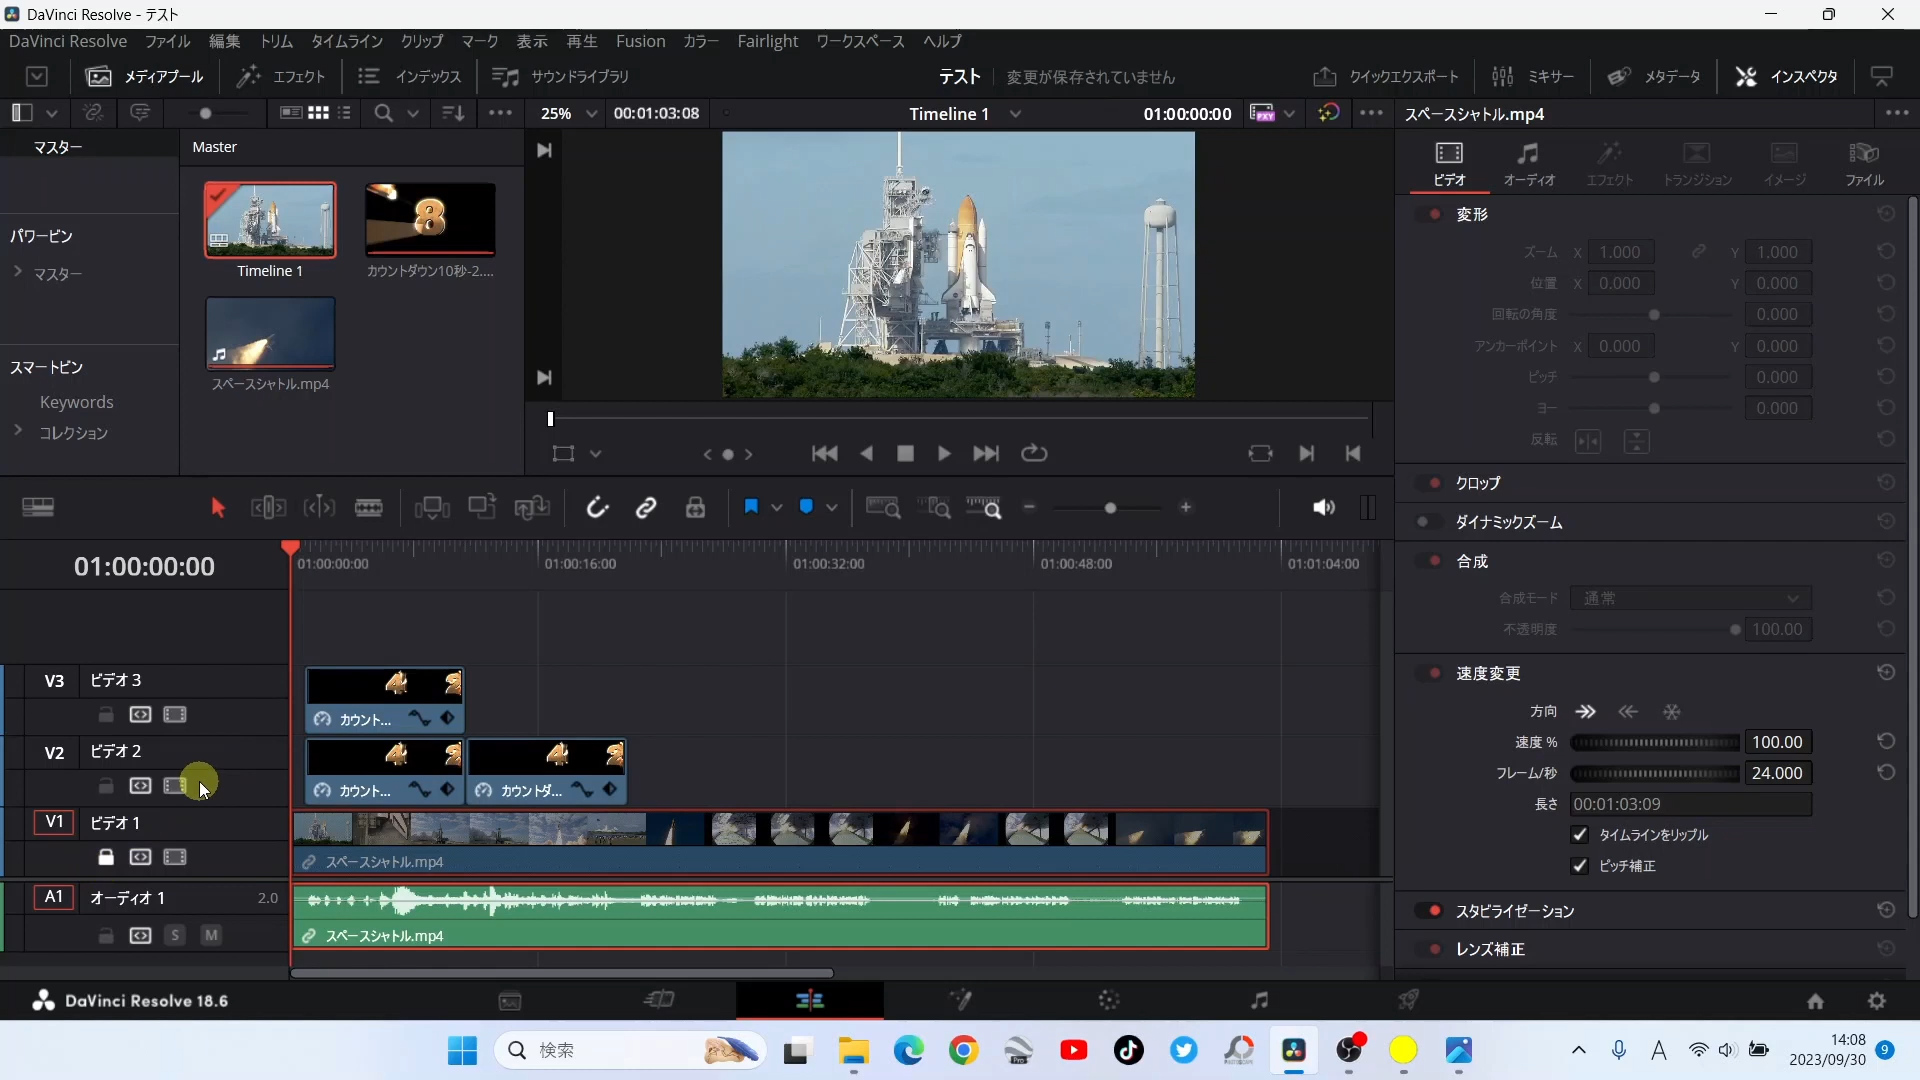 DaVinci Resolve - テスト
DaVinci Resolve ファイル 編集 トリム タイムライン クリップ マーク 表示 再生 Fusion カラー Fairlight ワークスペース ヘルプ
メディアプール エフェクト インデックス サウンドライブラリ テスト 変更が保存されていません クイックエクスポート ミキサー メタデータ インスペクタ
25% 00:01:03:08 Timeline 1 01:00:00:00 スペースシャトル.mp4
マスター
パワービン
マスター
スマートビン
Keywords
コレクション
Master
Timeline 1
カウントダウン10秒-2....
スペースシャトル.mp4
ビデオ オーディオ エフェクト トランジション イメージ ファイル
変形
ズーム X 1.000 Y 1.000
位置 X 0.000 Y 0.000
回転の角度 0.000
アンカーポイント X 0.000 Y 0.000
ピッチ 0.000
ヨー 0.000
反転
クロップ
ダイナミックズーム
合成
合成モード 通常
不透明度 100.00
速度変更
方向
速度 % 100.00
フレーム/秒 24.000
長さ 00:01:03:09
タイムラインをリップル
ピッチ補正
スタビライゼーション
レンズ補正
01:00:00:00
01:00:00:00 01:00:16:00 01:00:32:00 01:00:48:00 01:01:04:00
V3 ビデオ 3
カウント...
V2 ビデオ 2
カウント... カウントダ...
V1 ビデオ 1
スペースシャトル.mp4
A1 オーディオ 1 2.0
S M
スペースシャトル.mp4
DaVinci Resolve 18.6
検索
A
14:08
2023/09/30
9